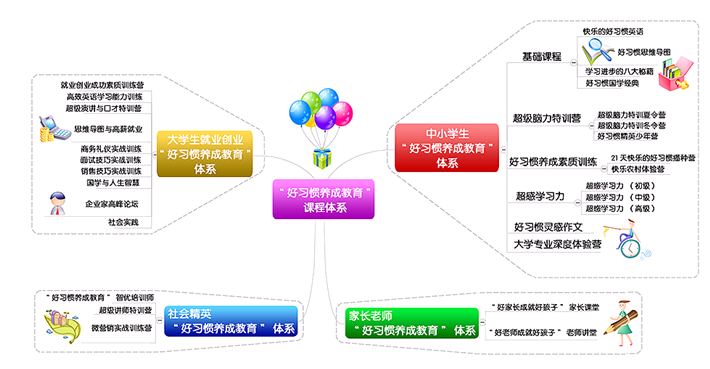 "好习惯养成教育"
课程体系
大学生就业创业
"好习惯养成教育"
体系
就业创业成功素质训练营
高效英语学习能力训练
超级演讲与口才特训营
思维导图与高薪就业
商务礼仪实战训练
面试技巧实战训练
销售技巧实战训练
国学与人生智慧
企业家高峰论坛
社会实践
中小学生
"好习惯养成教育"
体系
基础课程
快乐的好习惯英语
好习惯思维导图
学习进步的八大秘籍
好习惯国学经典
超级脑力特训营
超级脑力特训夏令营
超级脑力特训冬令营
好习惯精英少年营
好习惯养成素质训练
21天快乐的好习惯播种营
快乐农村体验营
超感学习力
超感学习力 (初级)
超感学习力 (中级)
超感学习力 (高级)
好习惯灵感作文
大学专业深度体验营
社会精英
"好习惯养成教育" 体系
"好习惯养成教育" 智优培训师
超级讲师特训营
微营销实战训练营
家长老师
"好习惯养成教育" 体系
"好家长成就好孩子" 家长课堂
"好老师成就好孩子" 老师讲堂